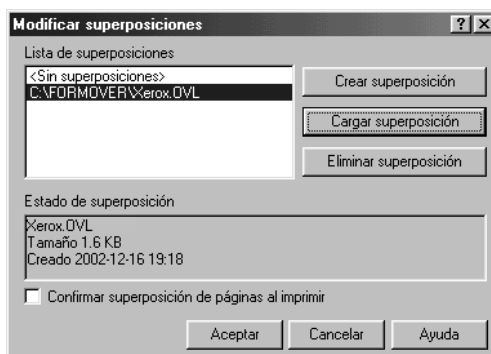 Modificar superposiciones
Lista de superposiciones
<Sin superposiciones>
C:\FORMOVER\Xerox.OVL
Crear superposición
Cargar superposición
Eliminar superposición
Estado de superposición
Xerox.OVL
Tamaño 1.6 KB
Creado 2002-12-16 19:18
Confirmar superposición de páginas al imprimir
Aceptar Cancelar Ayuda